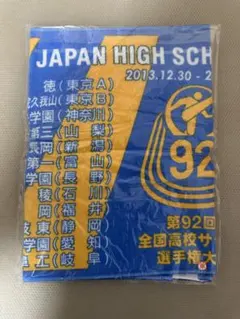 JAPAN HIGH SCH
2013.12.30 - 2
徳(東京A)
久我山(東京B)
学園(神奈川)
第三(山 梨)
長岡(新 潟)
第一(富 山)
学園(長 野)
稜(石 川)
岡(福 井)
東(静 岡)
学園(愛 知)
工(岐 阜)
92
第92回
全国高校サ
選手権大